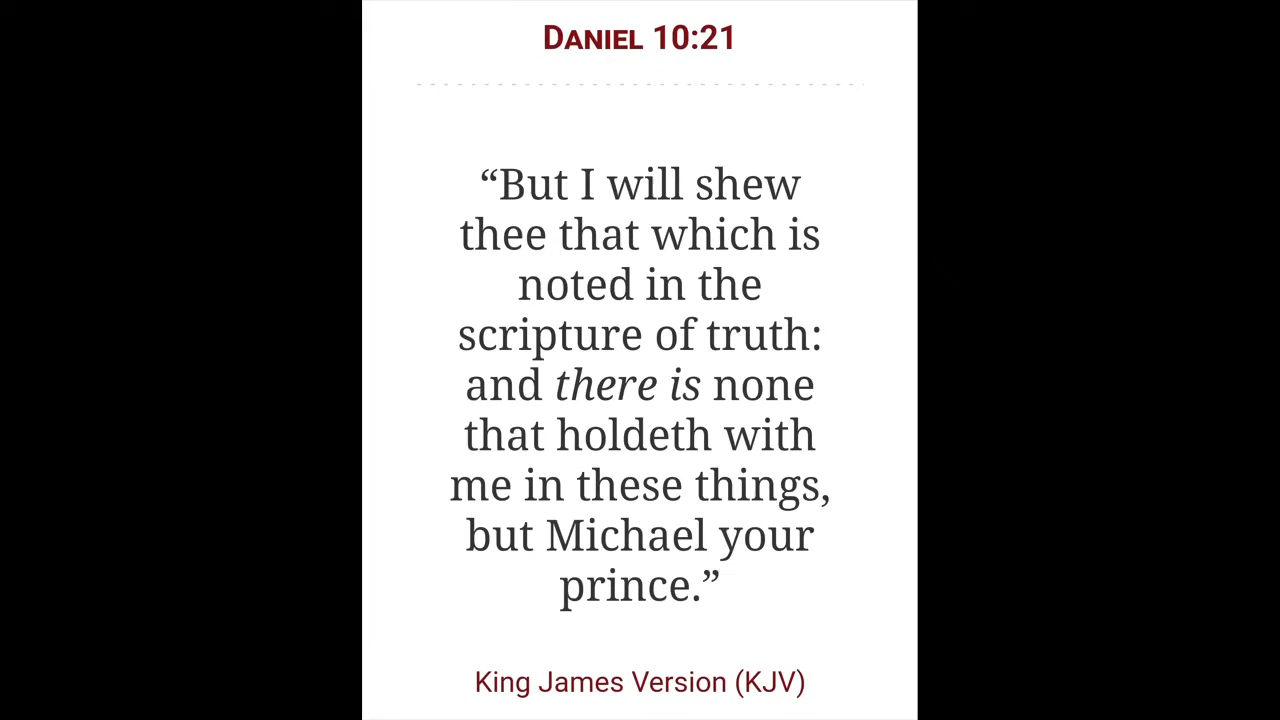 Daniel 10:21
“But I will shew
thee that which is
noted in the
scripture of truth:
and there is none
that holdeth with
me in these things,
but Michael your
prince.”
King James Version (KJV)